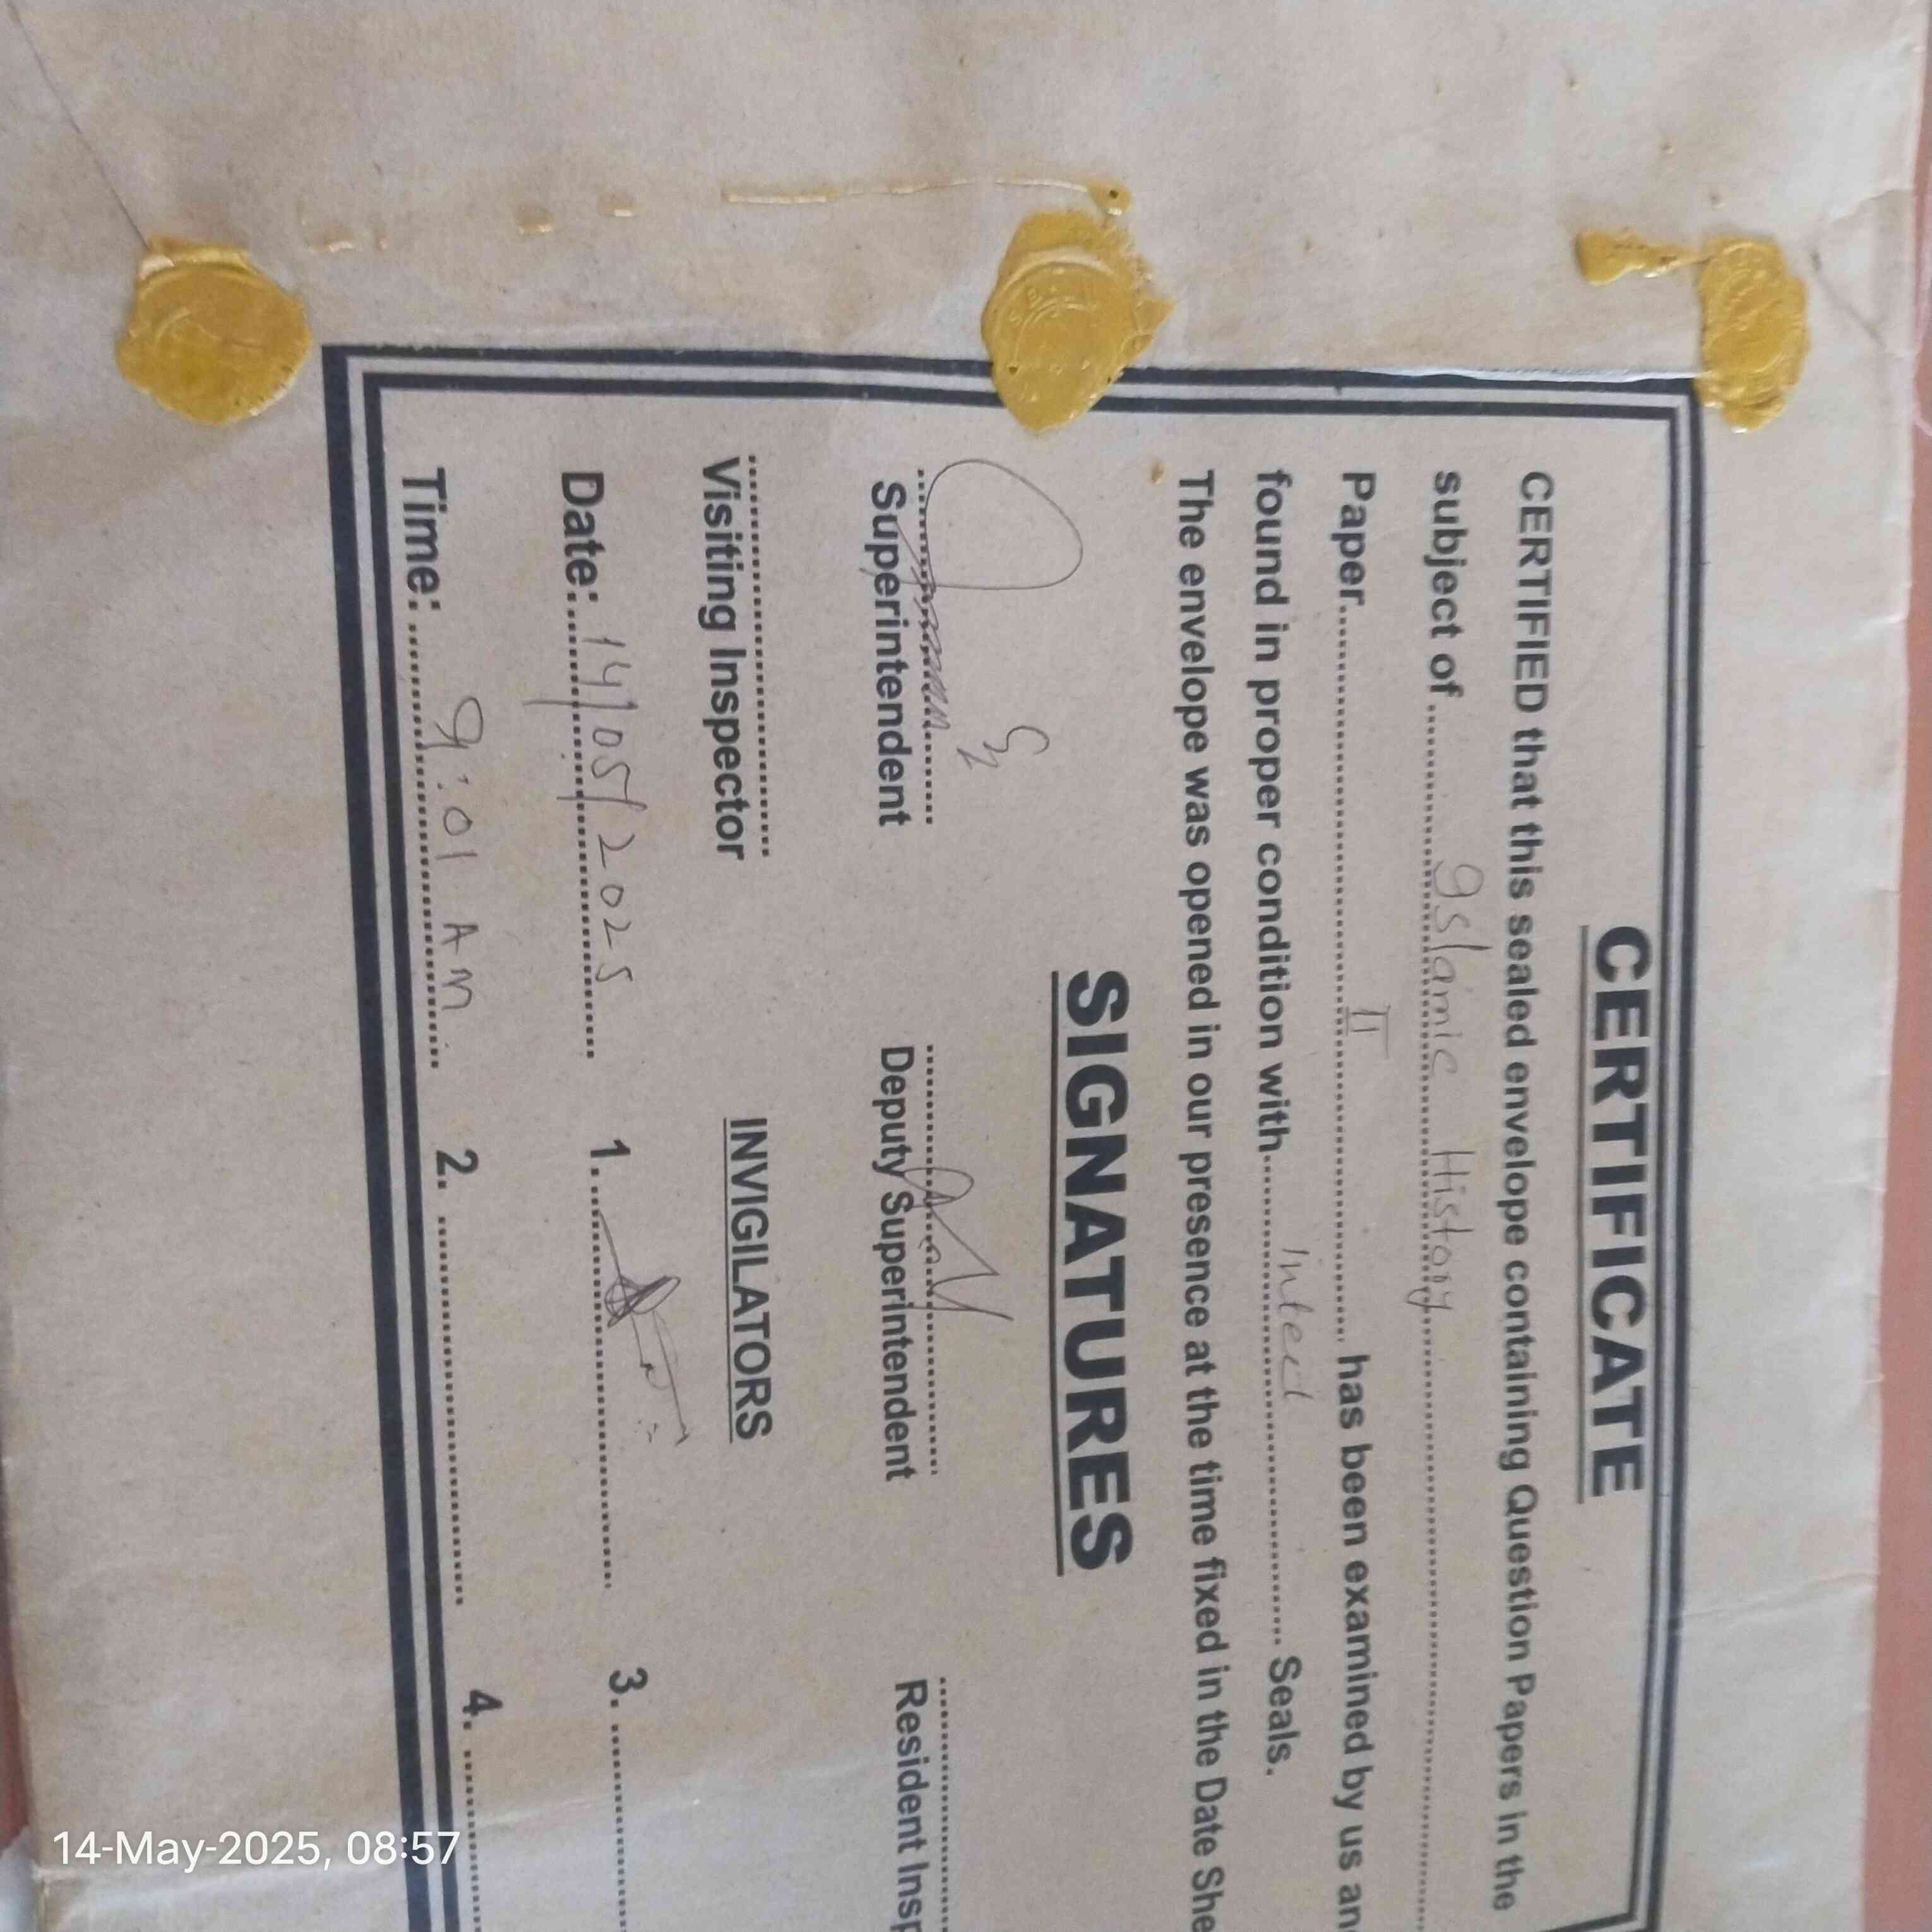 CERTIFICATE
CERTIFIED that this sealed envelope containing Question Papers in the
subject of .......... Islamic History ..........
Paper.......... II .......... has been examined by us an
found in proper condition with.......... intect .......... Seals.
The envelope was opened in our presence at the time fixed in the Date She
SIGNATURES
Superintendent Deputy Superintendent Resident Insp
Visiting Inspector INVIGILATORS
Date: 14/05/2025 1. 3.
Time: 9:01 AM 2. 4.
14-May-2025, 08:57